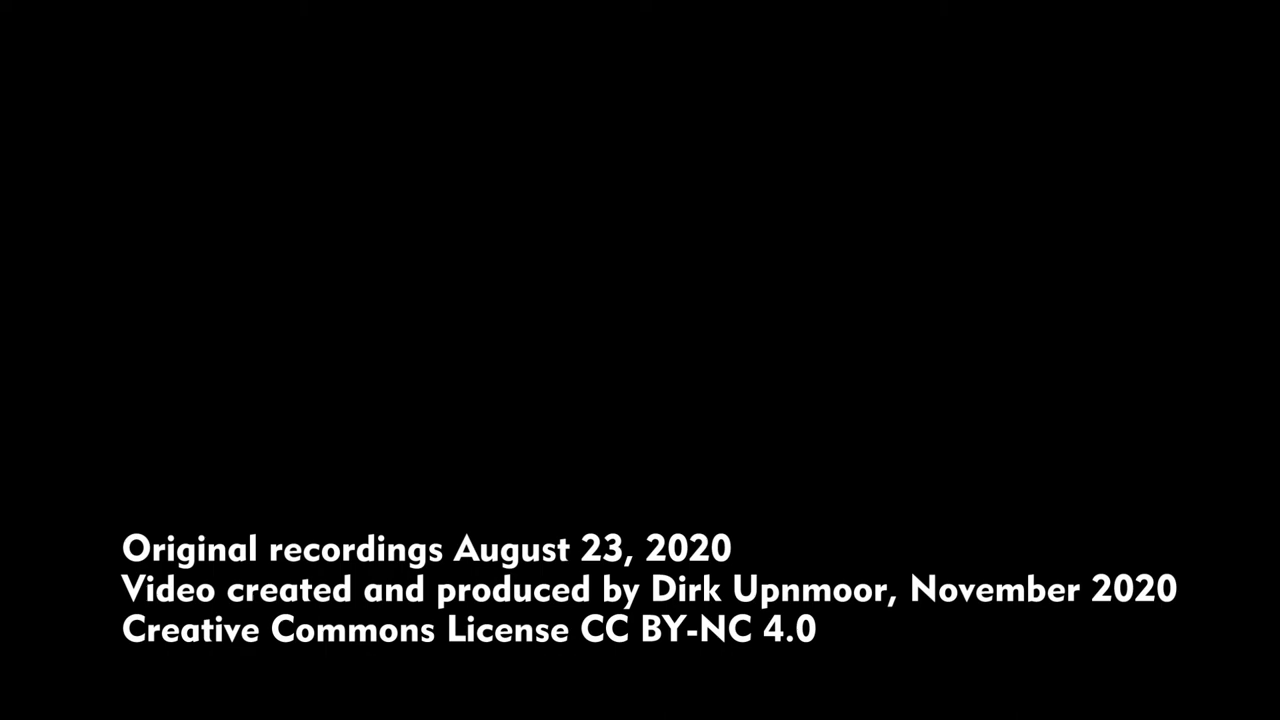 Original recordings August 23, 2020
Video created and produced by Dirk Upnmoor, November 2020
Creative Commons License CC BY-NC 4.0